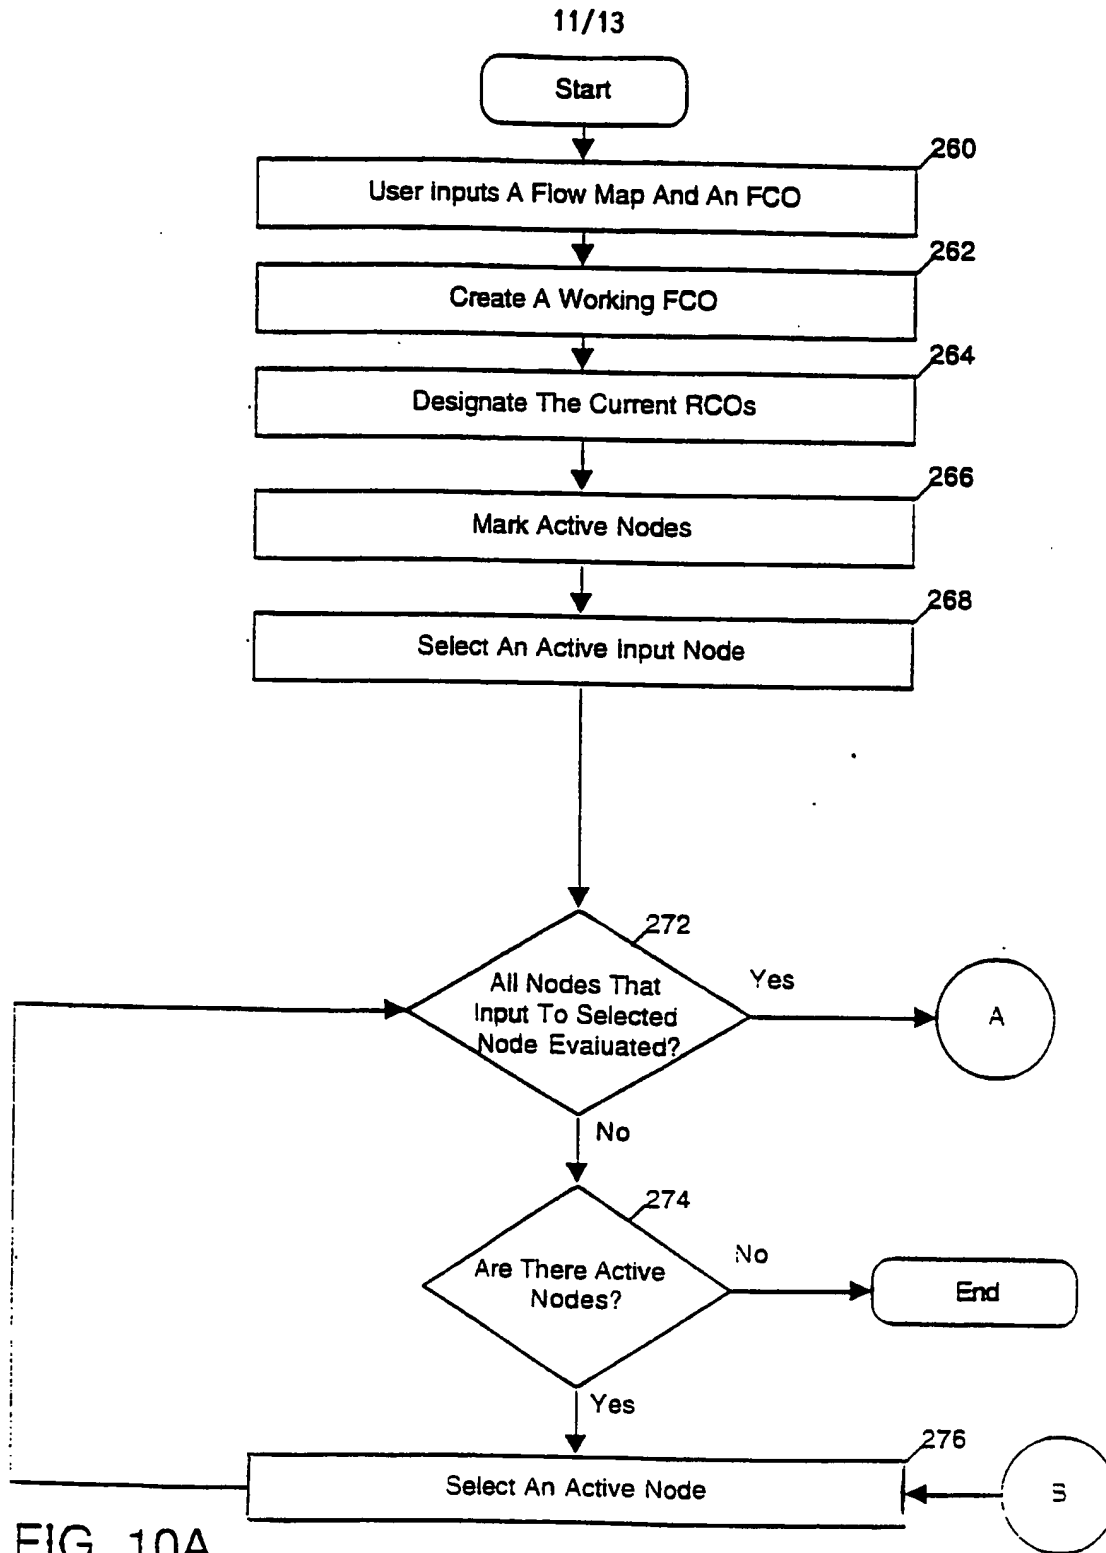 11/13
Start
260
User Inputs A Flow Map And An FCO
262
Create A Working FCO
264
Designate The Current RCOs
266
Mark Active Nodes
268
Select An Active Input Node
272
All Nodes That
Input To Selected
Node Evaluated?
Yes
A
No
274
Are There Active
Nodes?
No
End
Yes
276
Select An Active Node
B
FIG. 10A